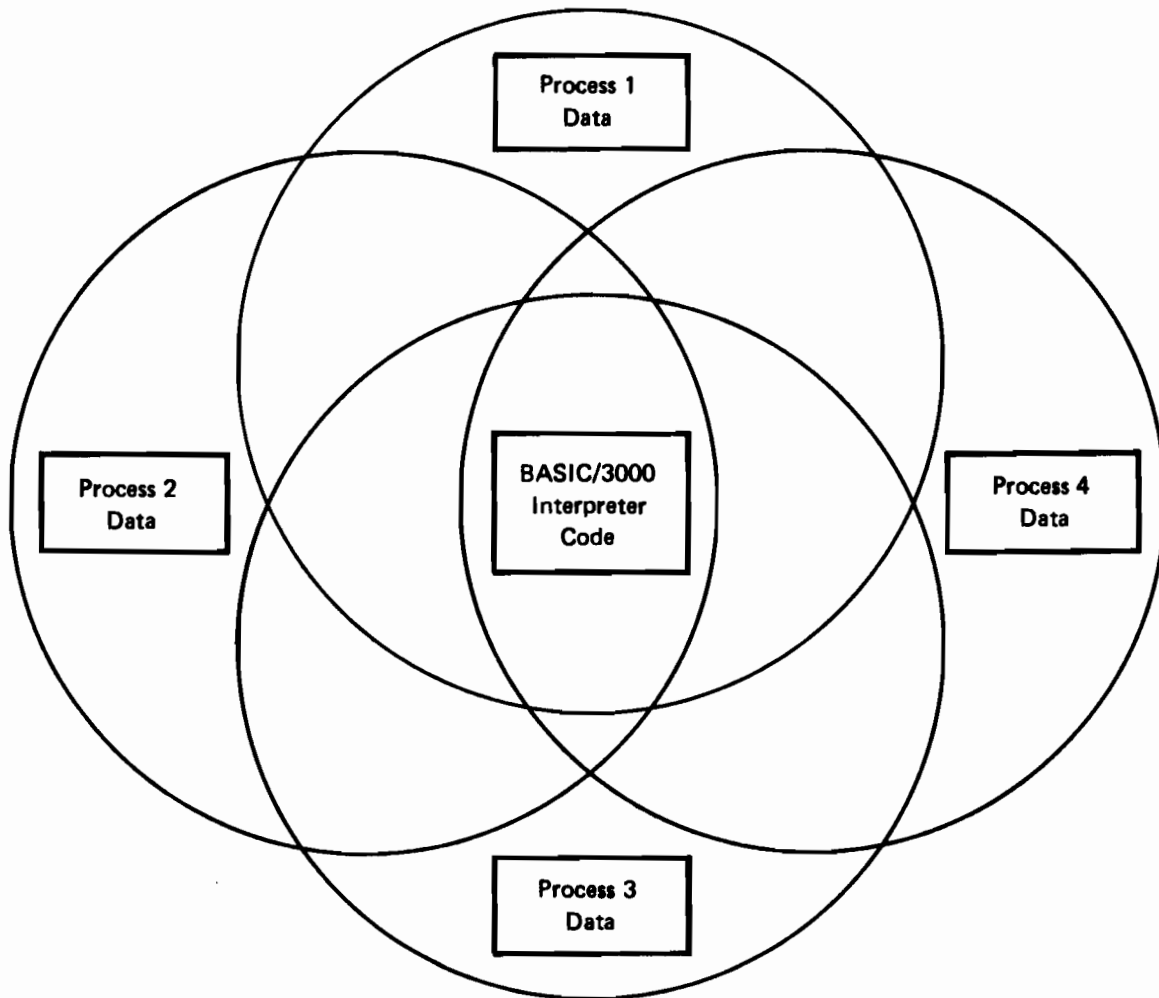 Process 1
Data
Process 2
Data
BASIC/3000
Interpreter
Code
Process 4
Data
Process 3
Data